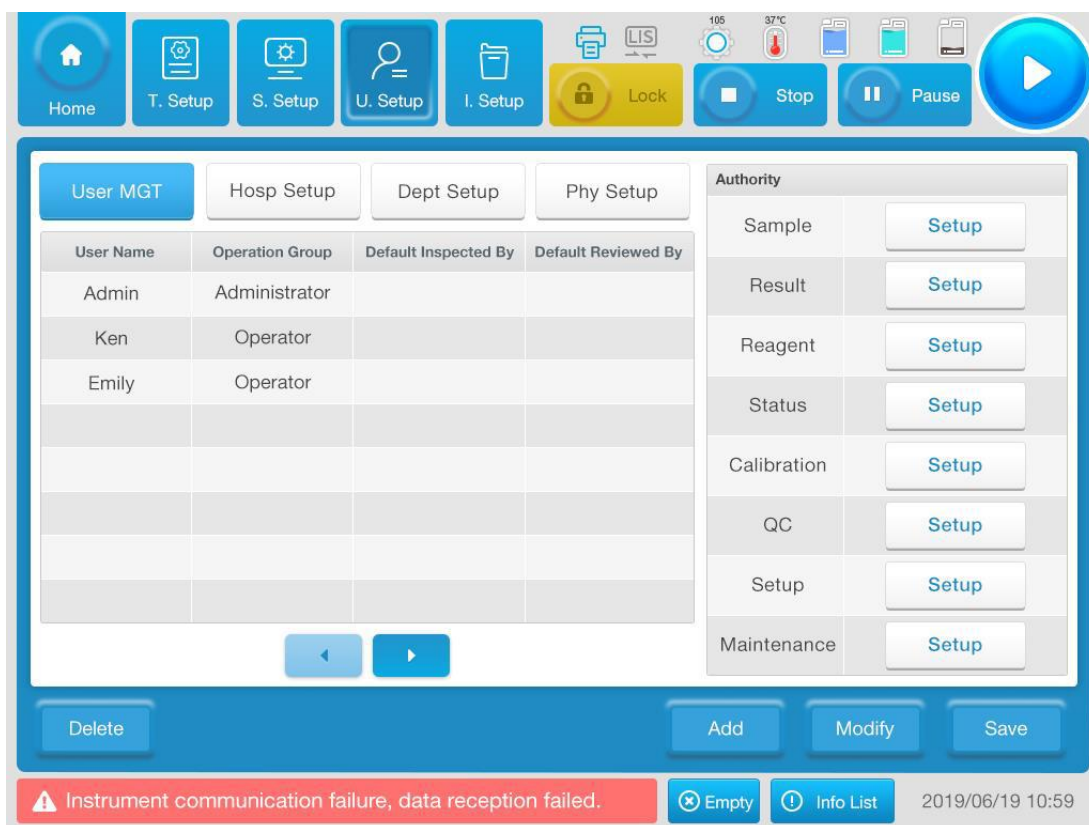 105 37°C
LIS
Home T. Setup S. Setup U. Setup I. Setup Lock Stop Pause
User MGT Hosp Setup Dept Setup Phy Setup
User Name Operation Group Default Inspected By Default Reviewed By
Admin Administrator
Ken Operator
Emily Operator
Authority
Sample Setup
Result Setup
Reagent Setup
Status Setup
Calibration Setup
QC Setup
Setup Setup
Maintenance Setup
Delete Add Modify Save
Instrument communication failure, data reception failed. Empty Info List 2019/06/19 10:59